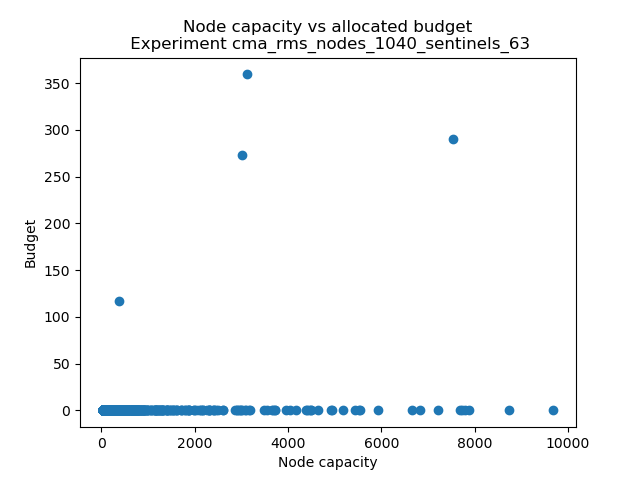 Node capacity vs allocated budget
Experiment cma_rms_nodes_1040_sentinels_63
350
300
250
200
150
100
50
0
Budget
0 2000 4000 6000 8000 10000
Node capacity